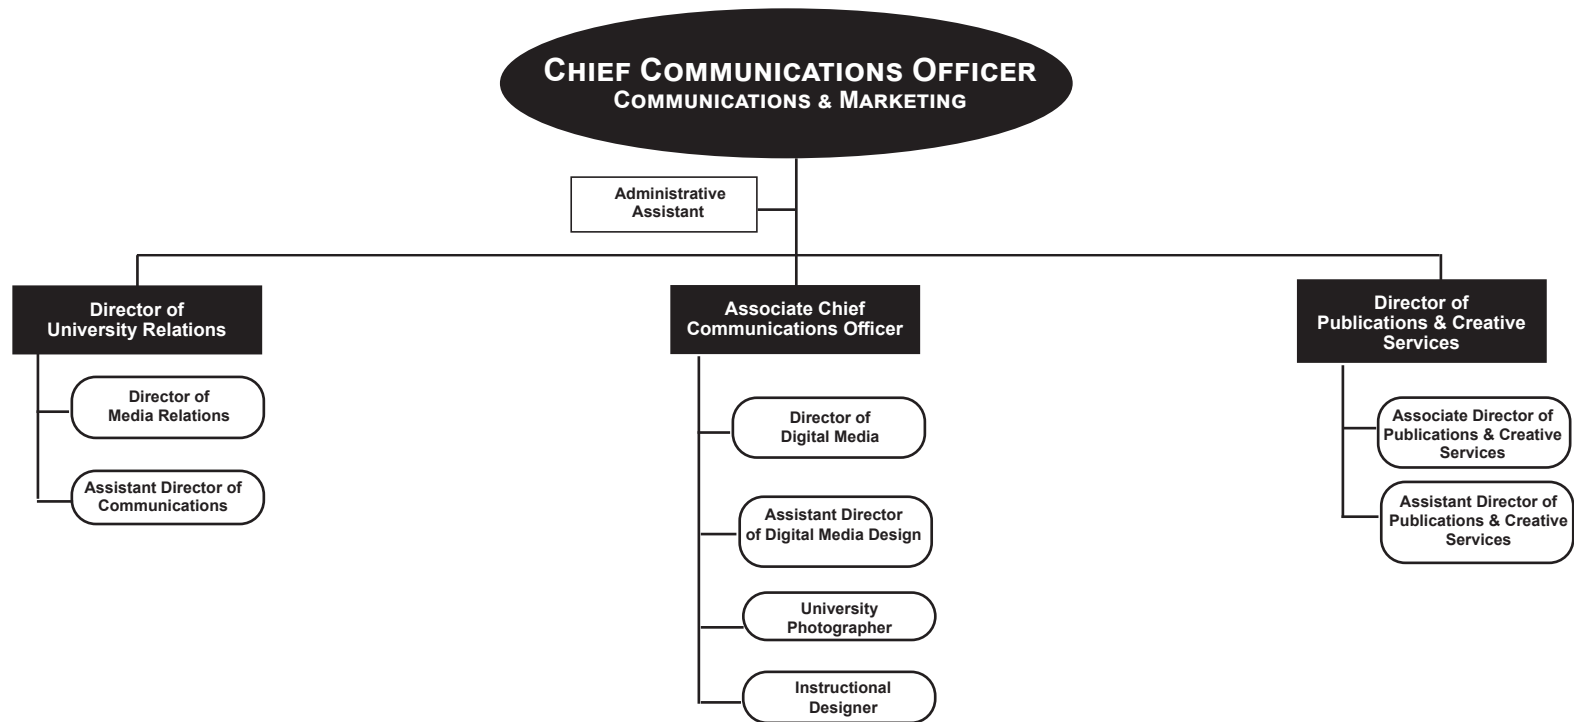 CHIEF COMMUNICATIONS OFFICER
COMMUNICATIONS & MARKETING
Administrative
Assistant
Director of
University Relations
Director of
Media Relations
Assistant Director of
Communications
Associate Chief
Communications Officer
Director of
Digital Media
Assistant Director
of Digital Media Design
University
Photographer
Instructional
Designer
Director of
Publications & Creative
Services
Associate Director of
Publications & Creative
Services
Assistant Director of
Publications & Creative
Services